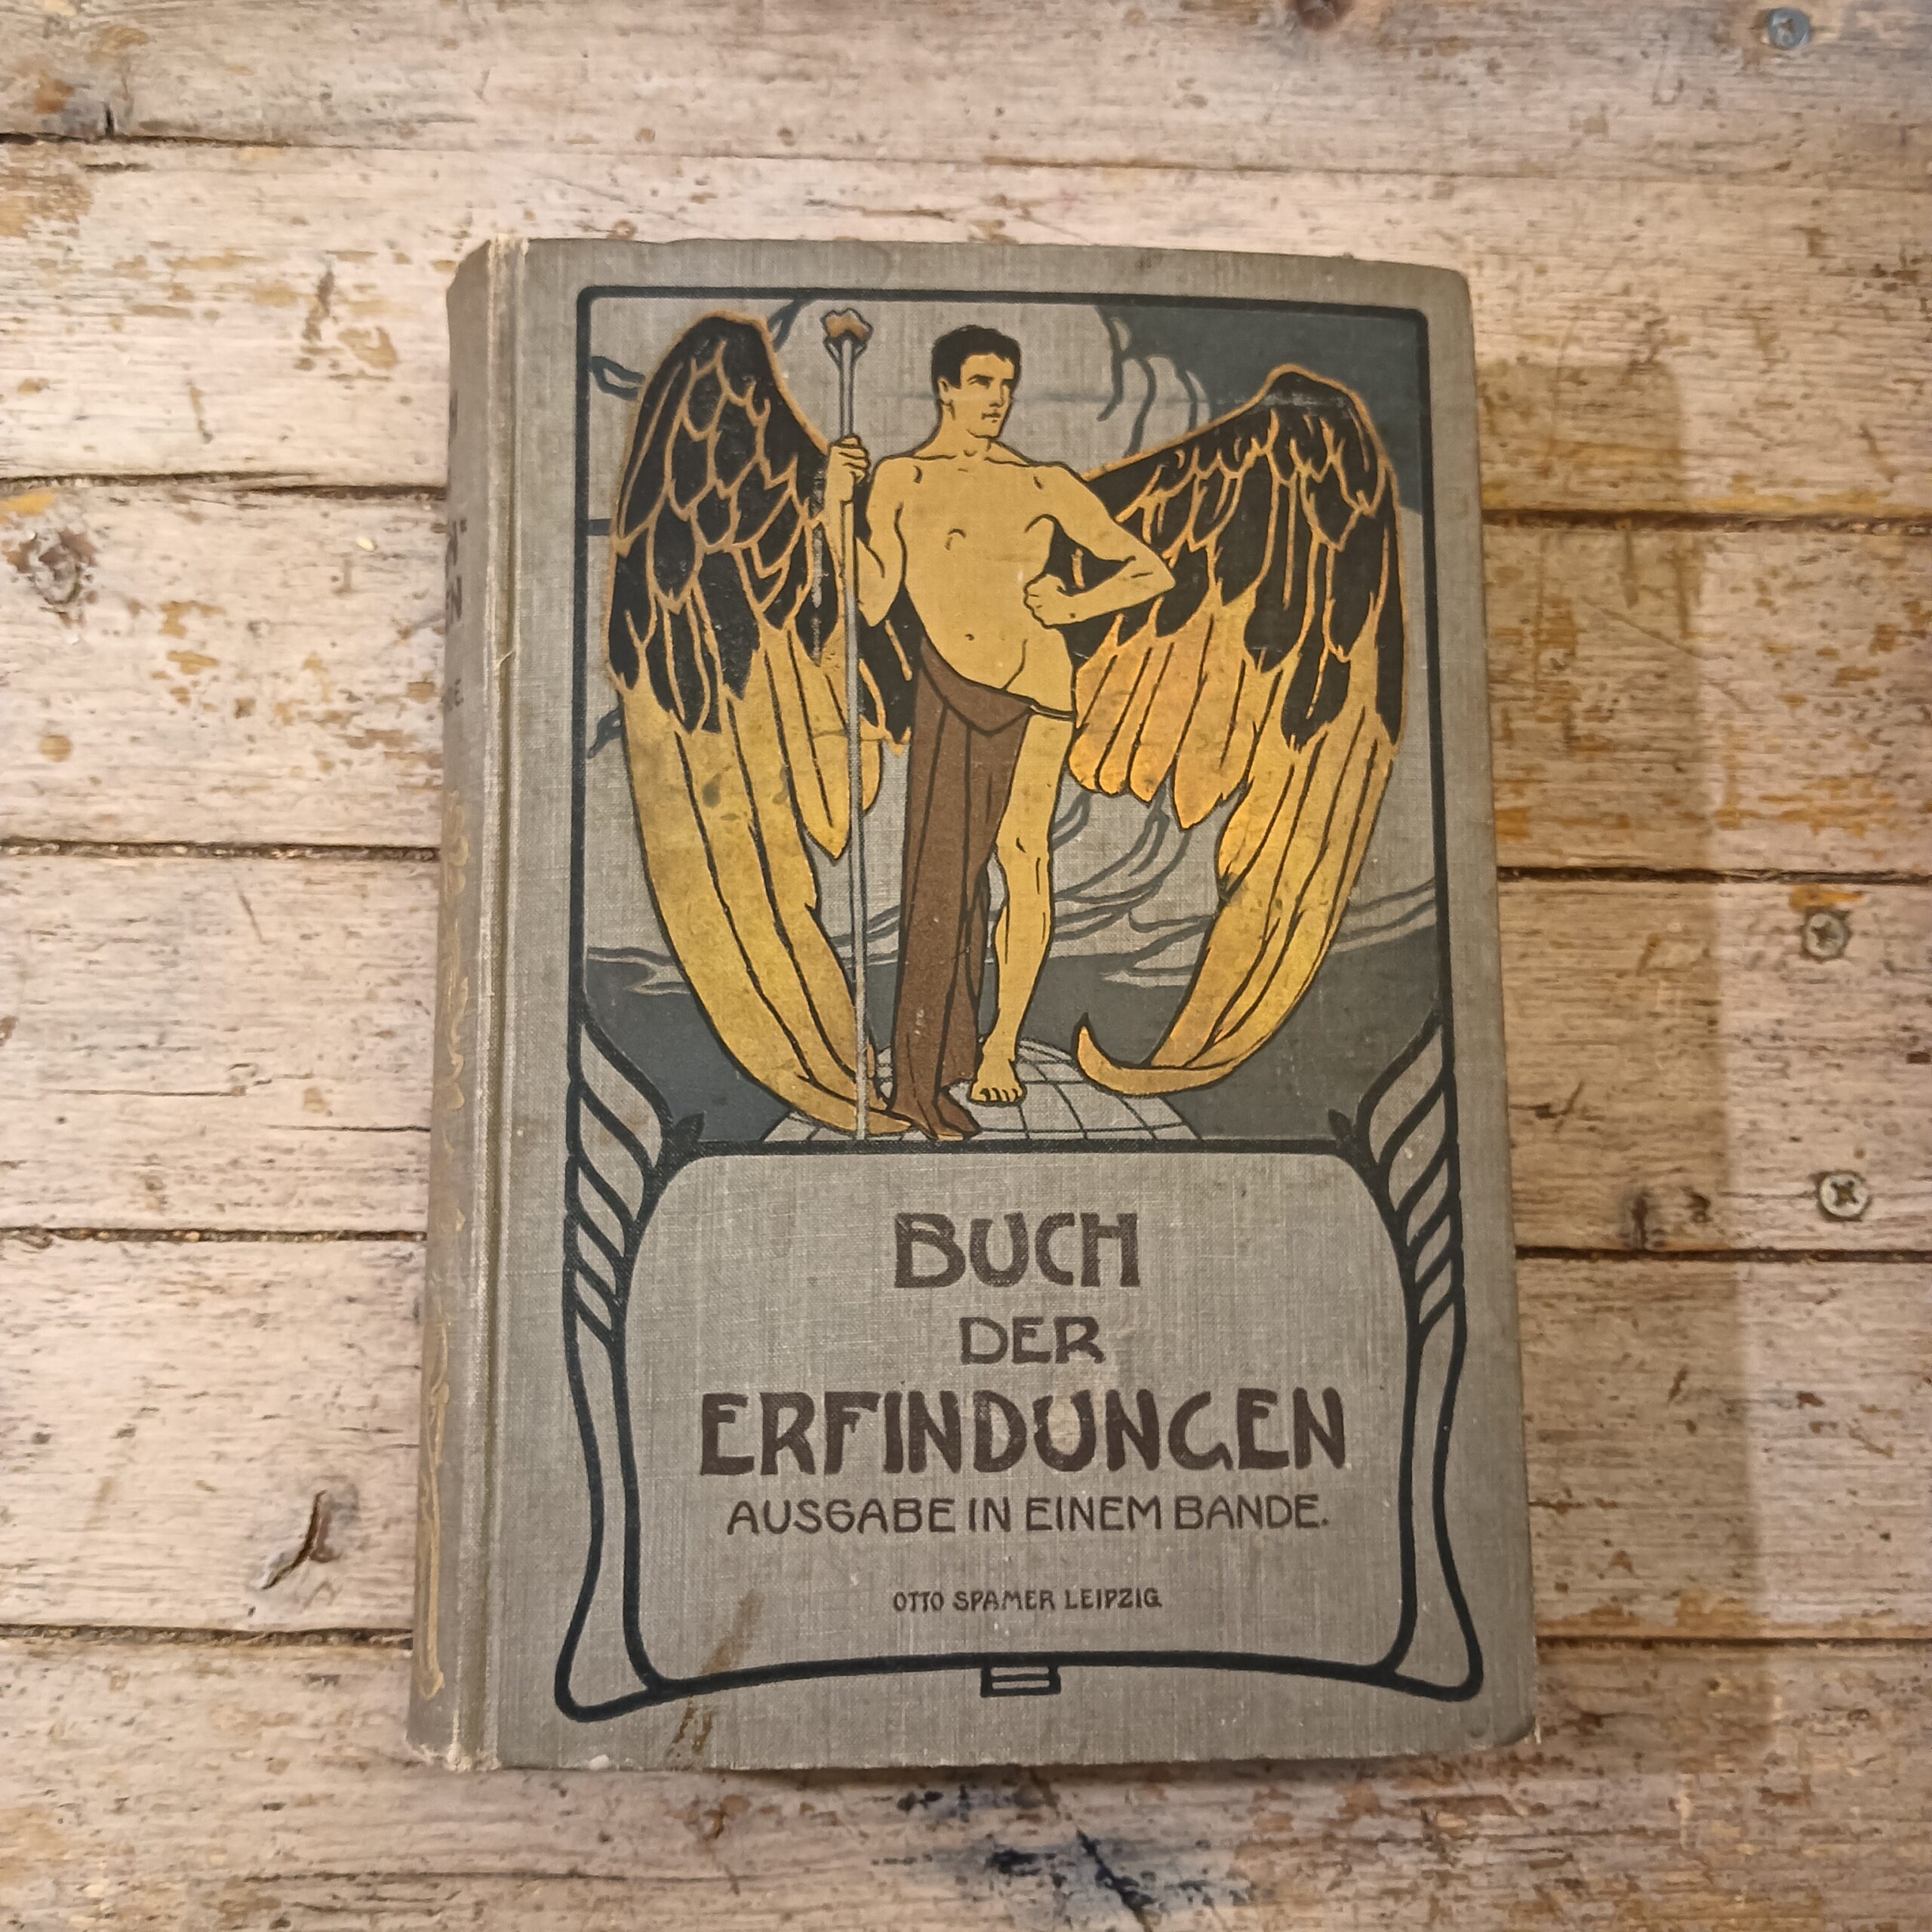 BUCH
DER
ERFINDUNGEN
AUSGABE IN EINEM BANDE.
OTTO SPAMER LEIPZIG